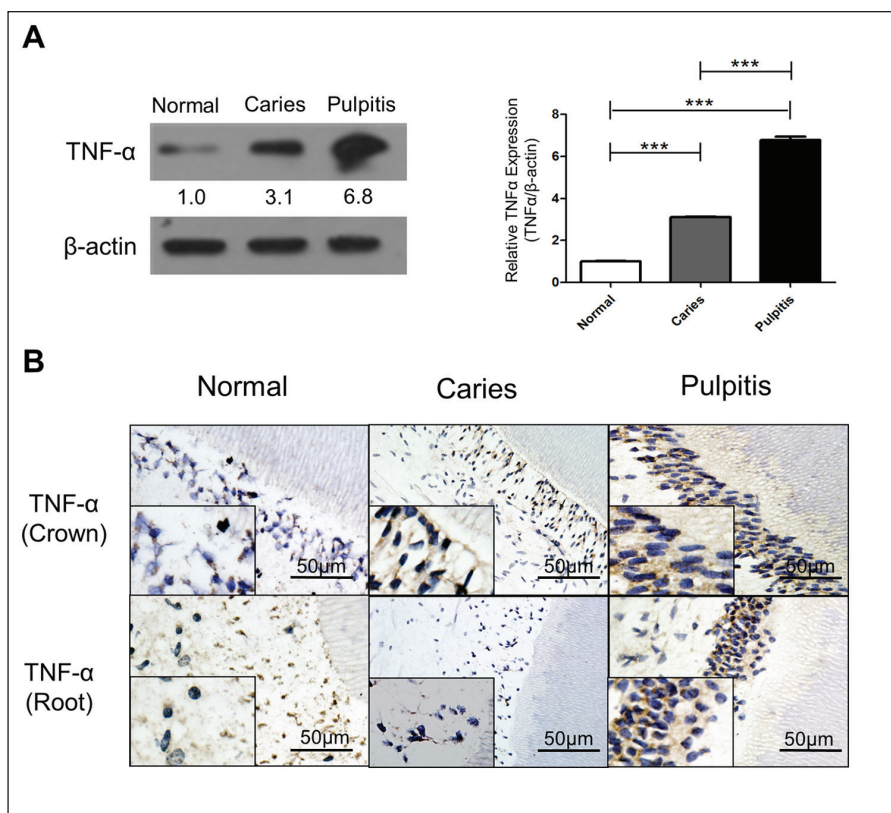 A
Normal Caries Pulpitis
TNF-α
1.0 3.1 6.8
β-actin
***
***
***
Relative TNFα Expression
(TNFα/β-actin)
8
6
4
2
0
Normal
Caries
Pulpitis
B
Normal Caries Pulpitis
TNF-α
(Crown)
50µm 50µm 50µm
TNF-α
(Root)
50µm 50µm 50µm